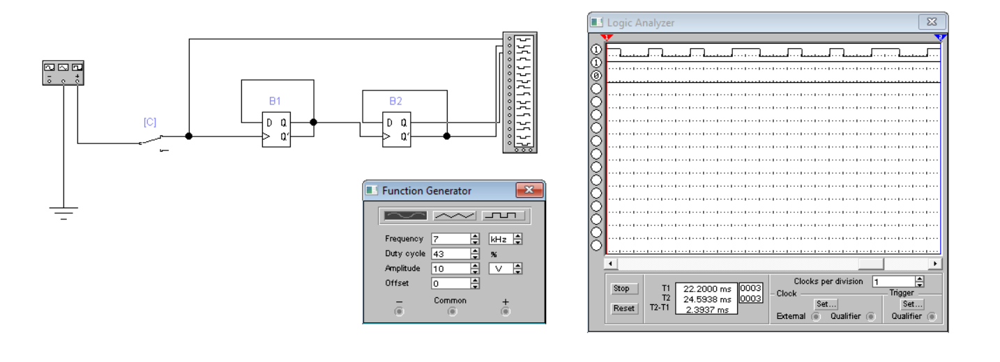 Logic Analyzer
1
2
1
1
0
B1
B2
[C]
D Q
Q'
D Q
Q'
- +
Function Generator
Frequency 7 kHz
Duty cycle 43 %
Amplitude 10 V
Offset 0
- Common +
Stop
Reset
T1 22.2000 ms 0003
T2 24.5938 ms 0003
T2-T1 2.3937 ms
Clocks per division 1
Clock
Set...
External Qualifier
Trigger
Set...
Qualifier